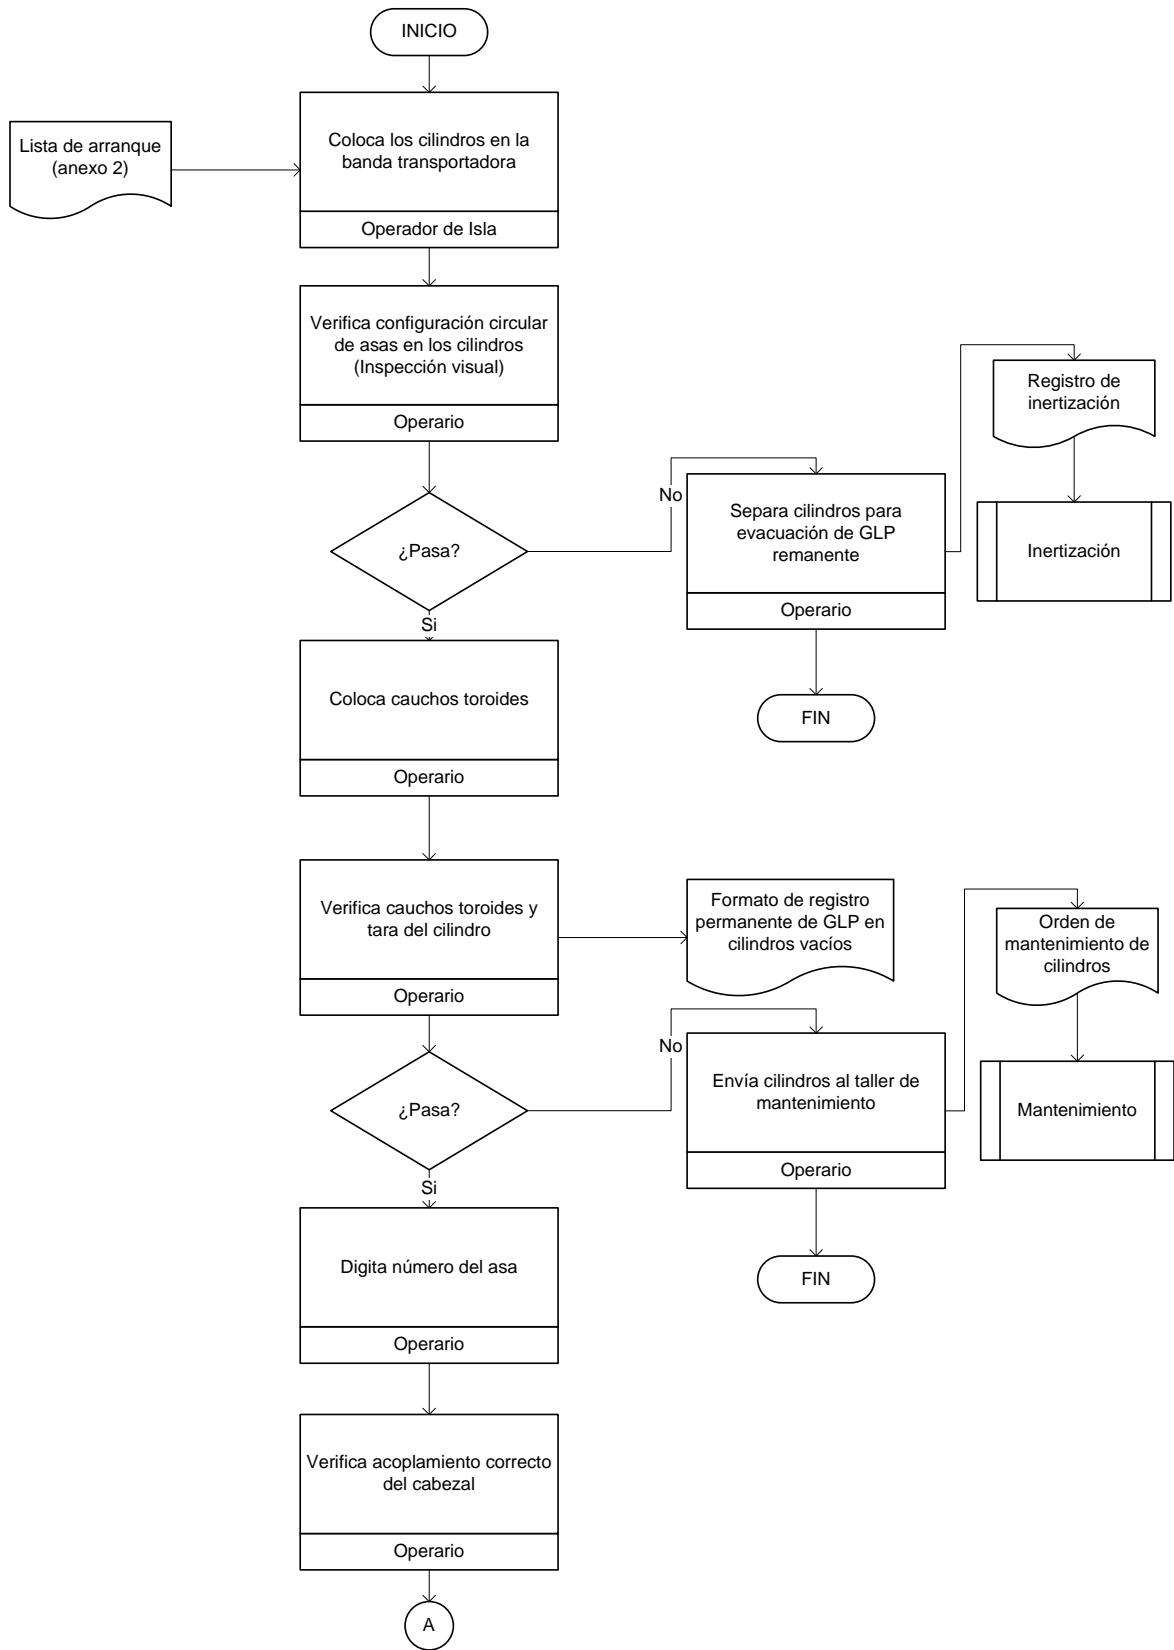 INICIO
Lista de arranque
(anexo 2)
Coloca los cilindros en la
banda transportadora
Operador de Isla
Verifica configuración circular
de asas en los cilindros
(Inspección visual)
Operario
Registro de
inertización
¿Pasa?
No
Separa cilindros para
evacuación de GLP
remanente
Operario
Inertización
Si
FIN
Coloca cauchos toroides
Operario
Verifica cauchos toroides y
tara del cilindro
Operario
Formato de registro
permanente de GLP en
cilindros vacíos
Orden de
mantenimiento de
cilindros
¿Pasa?
No
Envía cilindros al taller de
mantenimiento
Operario
Mantenimiento
Si
FIN
Digita número del asa
Operario
Verifica acoplamiento correcto
del cabezal
Operario
A